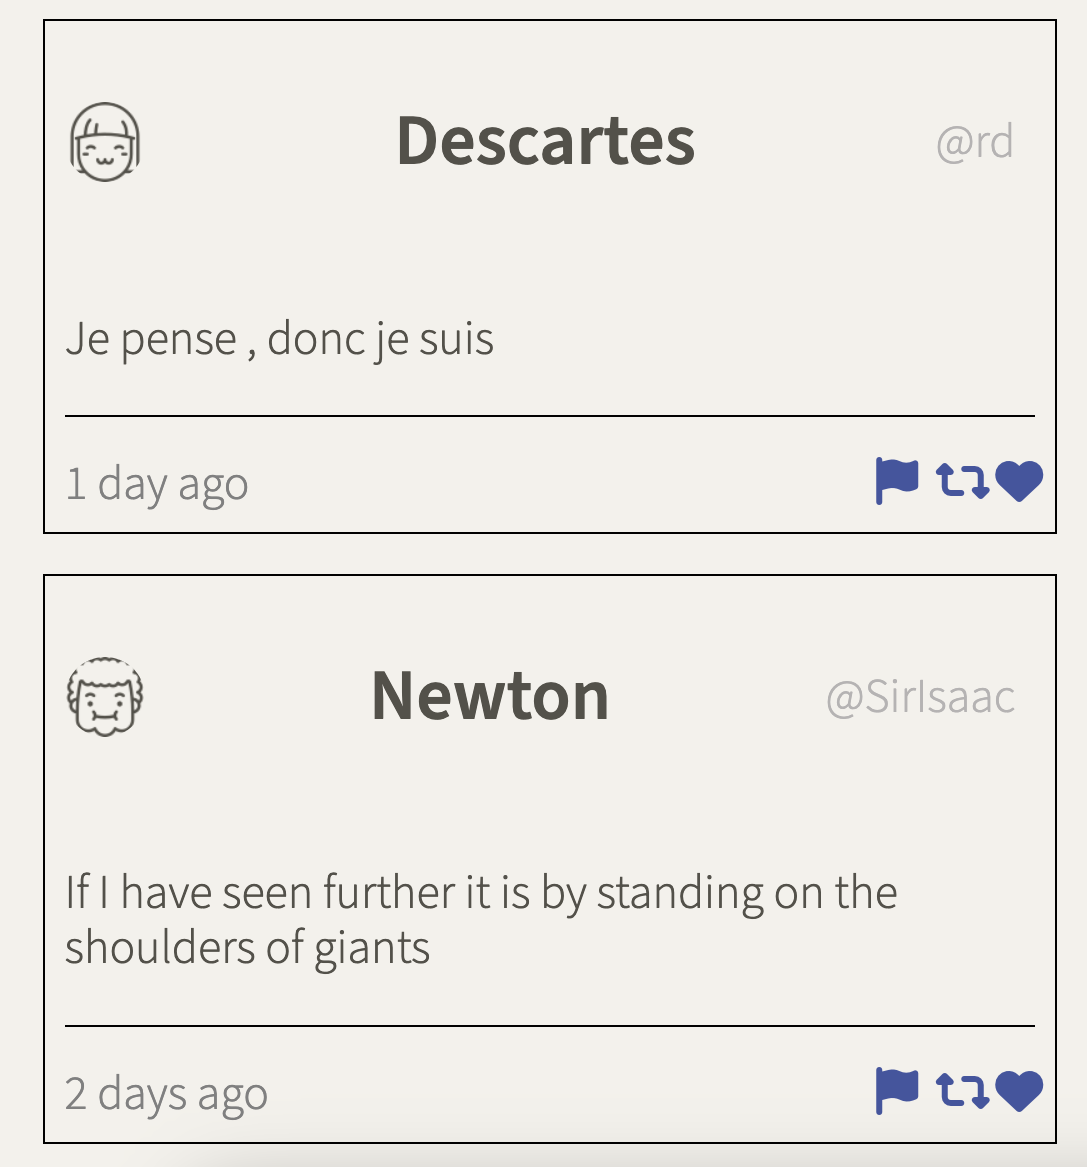 Descartes @rd
Je pense , donc je suis
1 day ago
Newton @SirIsaac
If I have seen further it is by standing on the
shoulders of giants
2 days ago